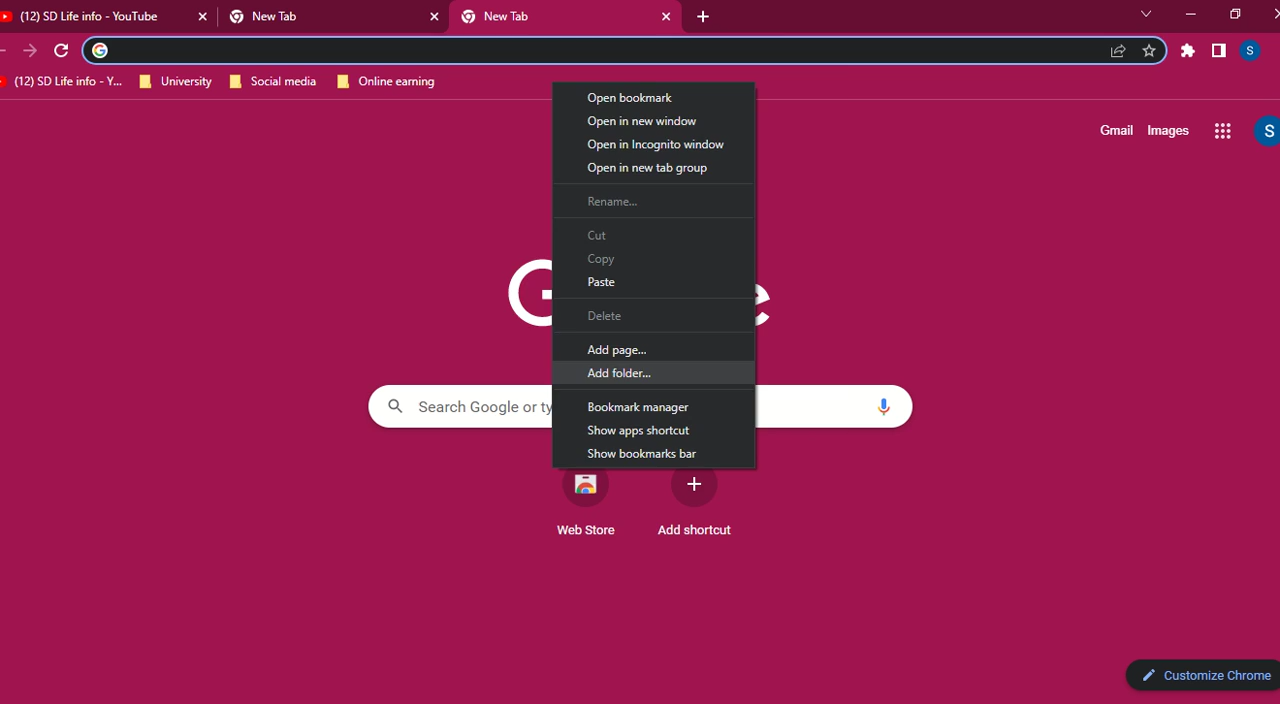 (12) SD Life info - YouTube New Tab New Tab
(12) SD Life info - Y... University Social media Online earning
Gmail Images S
S
Open bookmark
Open in new window
Open in Incognito window
Open in new tab group
Rename...
Cut
Copy
Paste
Delete
Add page...
Add folder...
Bookmark manager
Show apps shortcut
Show bookmarks bar
G e
Search Google or ty
Web Store Add shortcut
Customize Chrome